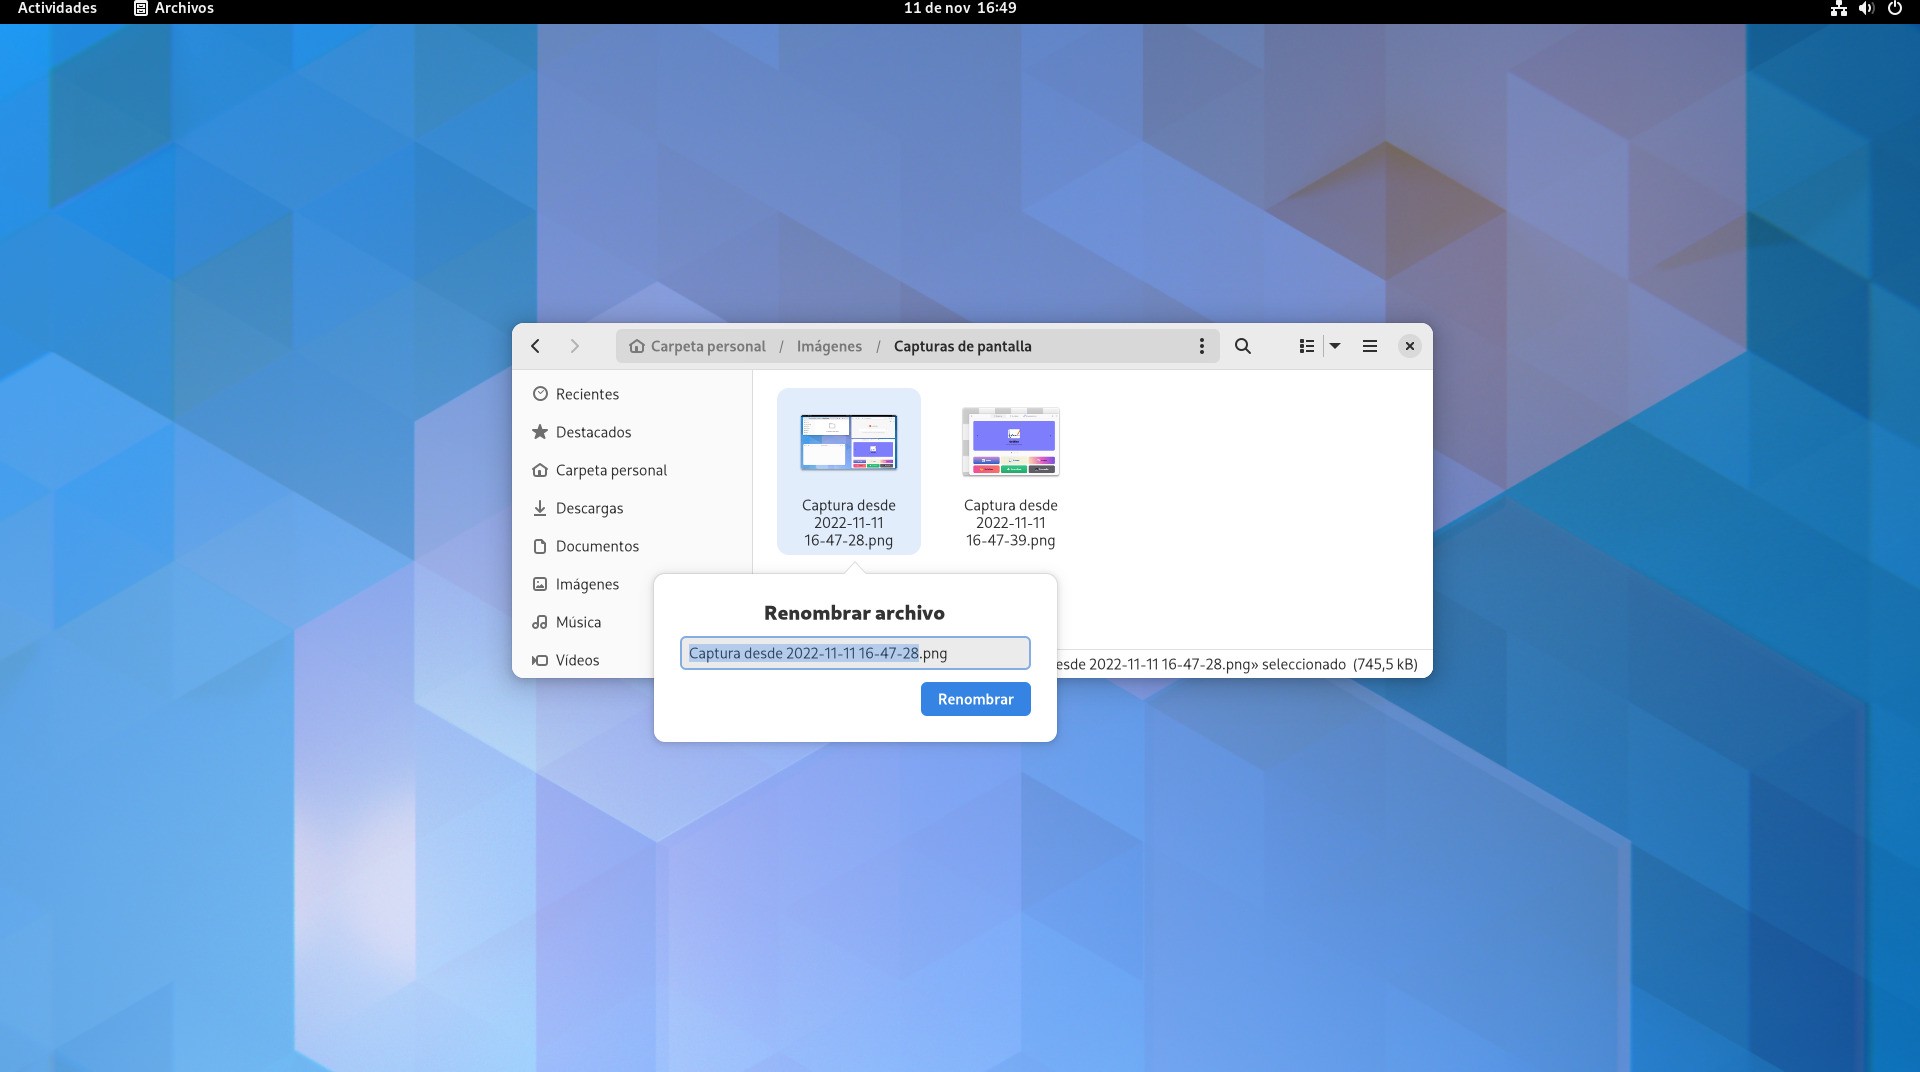 Actividades
Archivos
11 de nov 16:49
Carpeta personal / Imágenes / Capturas de pantalla
Recientes
Destacados
Carpeta personal
Descargas
Documentos
Imágenes
Música
Vídeos
Captura desde
2022-11-11
16-47-28.png
Captura desde
2022-11-11
16-47-39.png
Renombrar archivo
Captura desde 2022-11-11 16-47-28.png
Renombrar
esde 2022-11-11 16-47-28.png» seleccionado (745,5 kB)